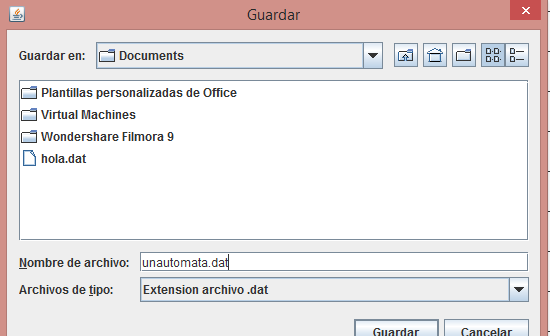 Guardar
Guardar en: Documents
Plantillas personalizadas de Office
Virtual Machines
Wondershare Filmora 9
hola.dat
Nombre de archivo: unautomata.dat
Archivos de tipo: Extension archivo .dat
Guardar Cancelar